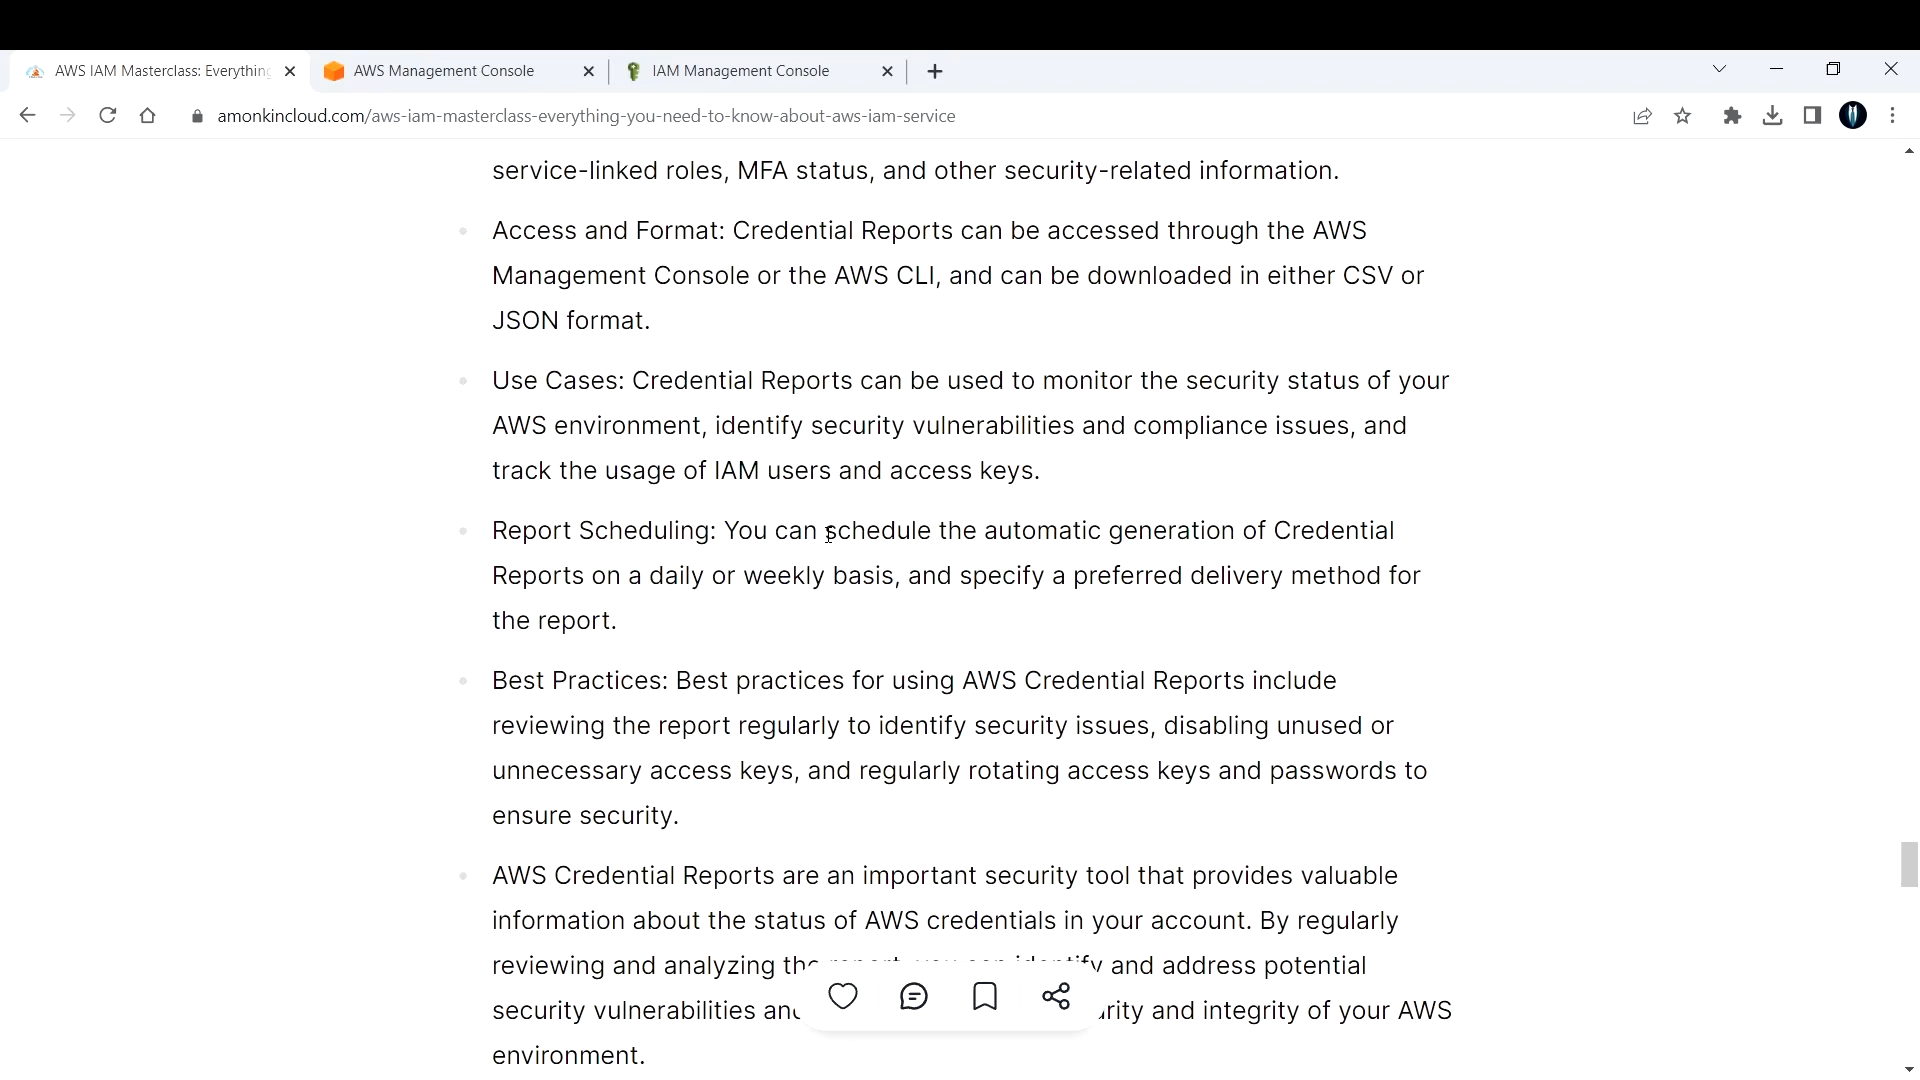 AWS IAM Masterclass: Everything
AWS Management Console
IAM Management Console
amonkincloud.com/aws-iam-masterclass-everything-you-need-to-know-about-aws-iam-service
service-linked roles, MFA status, and other security-related information.
Access and Format: Credential Reports can be accessed through the AWS
Management Console or the AWS CLI, and can be downloaded in either CSV or
JSON format.
Use Cases: Credential Reports can be used to monitor the security status of your
AWS environment, identify security vulnerabilities and compliance issues, and
track the usage of IAM users and access keys.
Report Scheduling: You can schedule the automatic generation of Credential
Reports on a daily or weekly basis, and specify a preferred delivery method for
the report.
Best Practices: Best practices for using AWS Credential Reports include
reviewing the report regularly to identify security issues, disabling unused or
unnecessary access keys, and regularly rotating access keys and passwords to
ensure security.
AWS Credential Reports are an important security tool that provides valuable
information about the status of AWS credentials in your account. By regularly
reviewing and analyzing the report, you can identify and address potential
security vulnerabilities and integrity of your AWS
environment.